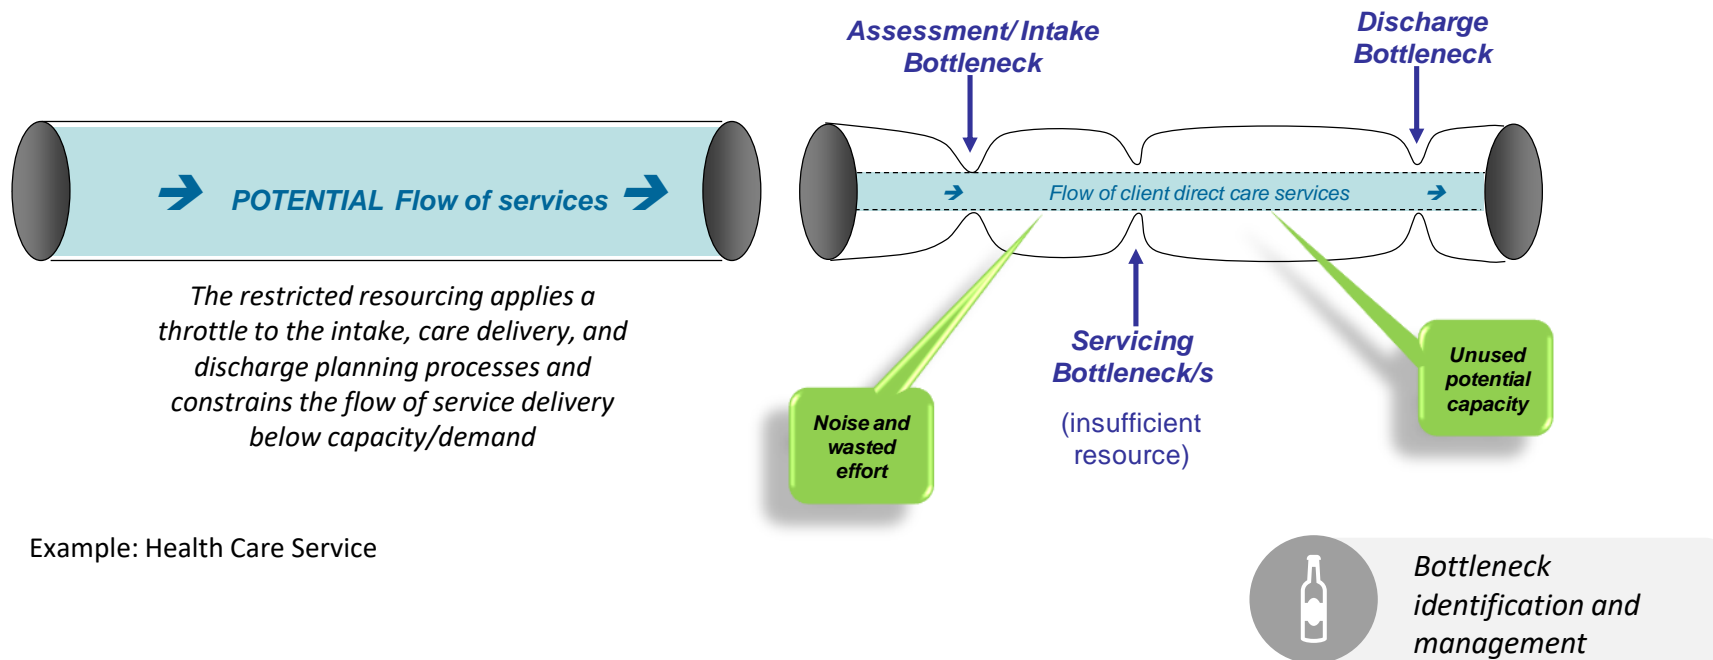 Assessment/ Intake
Bottleneck
Discharge
Bottleneck
POTENTIAL Flow of services
Flow of client direct care services
The restricted resourcing applies a
throttle to the intake, care delivery, and
discharge planning processes and
constrains the flow of service delivery
below capacity/demand
Servicing
Bottleneck/s
(insufficient
resource)
Noise and
wasted
effort
Unused
potential
capacity
Example: Health Care Service
Bottleneck
identification and
management